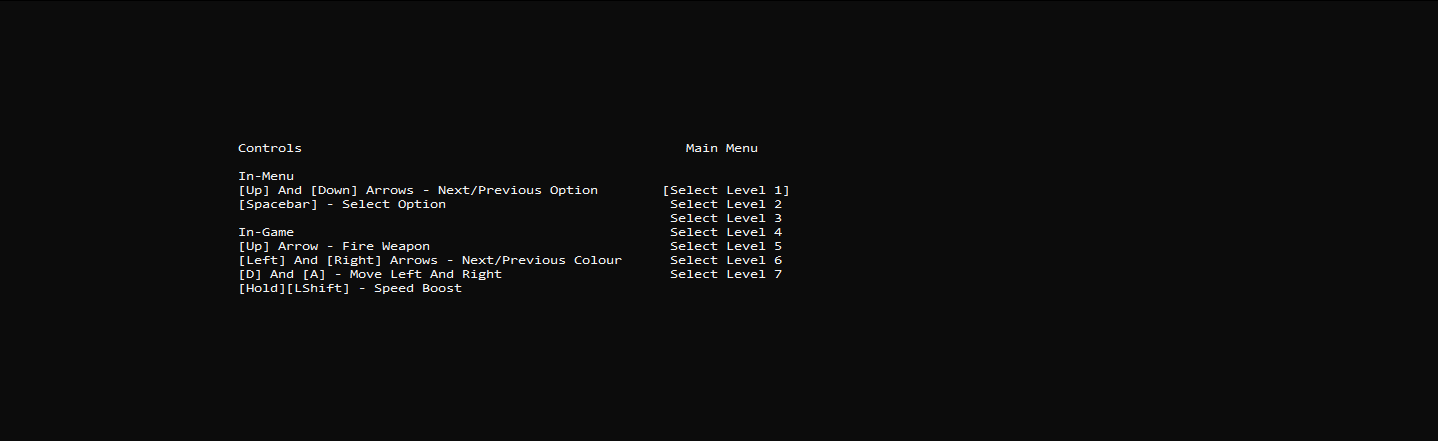 Controls
In-Menu
[Up] And [Down] Arrows - Next/Previous Option
[Spacebar] - Select Option
In-Game
[Up] Arrow - Fire Weapon
[Left] And [Right] Arrows - Next/Previous Colour
[D] And [A] - Move Left And Right
[Hold][LShift] - Speed Boost
Main Menu
[Select Level 1]
Select Level 2
Select Level 3
Select Level 4
Select Level 5
Select Level 6
Select Level 7